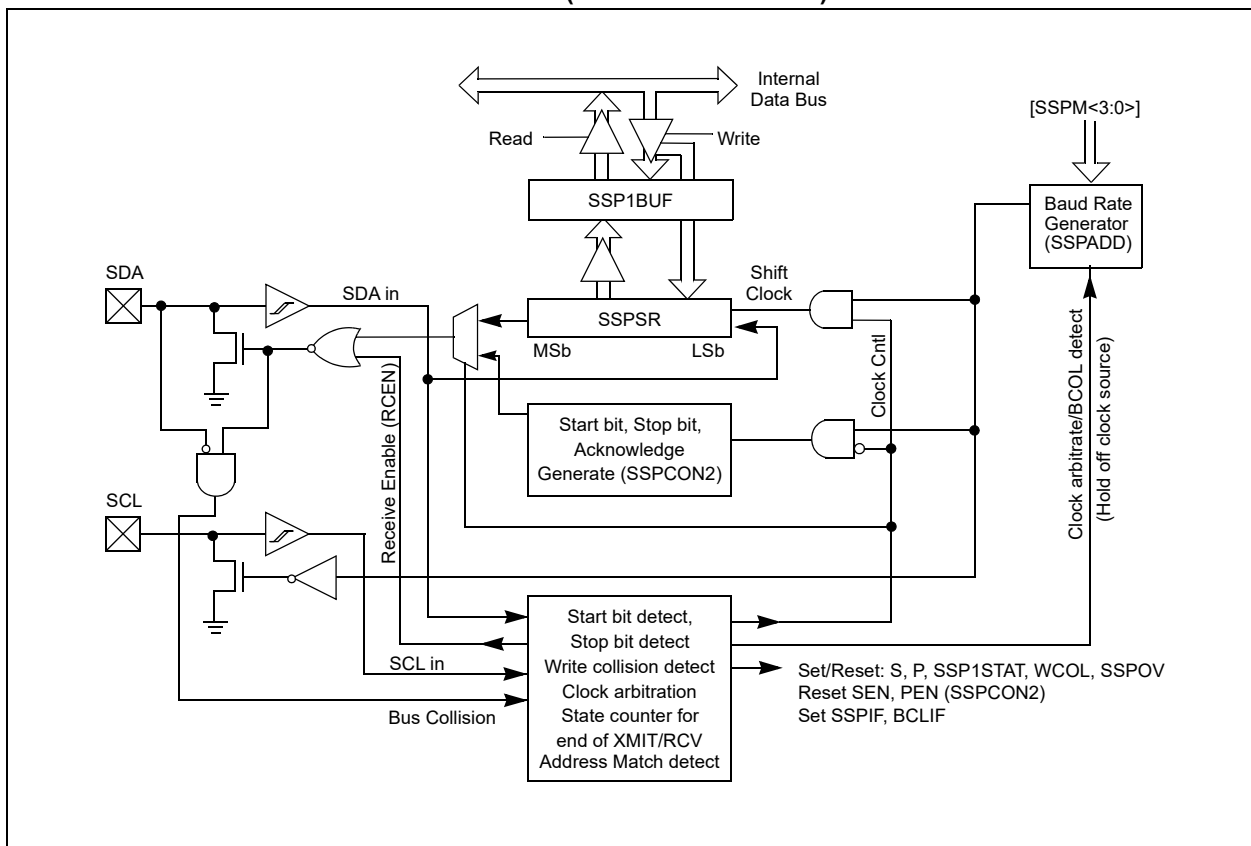 Internal
Data Bus
[SSPM<3:0>]
Read
Write
SSP1BUF
Baud Rate
Generator
(SSPADD)
SDA
Shift
Clock
SDA in
SSPSR
MSb
LSb
Clock Cntl
Clock arbitrate/BCOL detect
(Hold off clock source)
Receive Enable (RCEN)
Start bit, Stop bit,
Acknowledge
Generate (SSPCON2)
SCL
Start bit detect,
Stop bit detect
SCL in
Write collision detect
Clock arbitration
State counter for
end of XMIT/RCV
Address Match detect
Bus Collision
Set/Reset: S, P, SSP1STAT, WCOL, SSPOV
Reset SEN, PEN (SSPCON2)
Set SSPIF, BCLIF